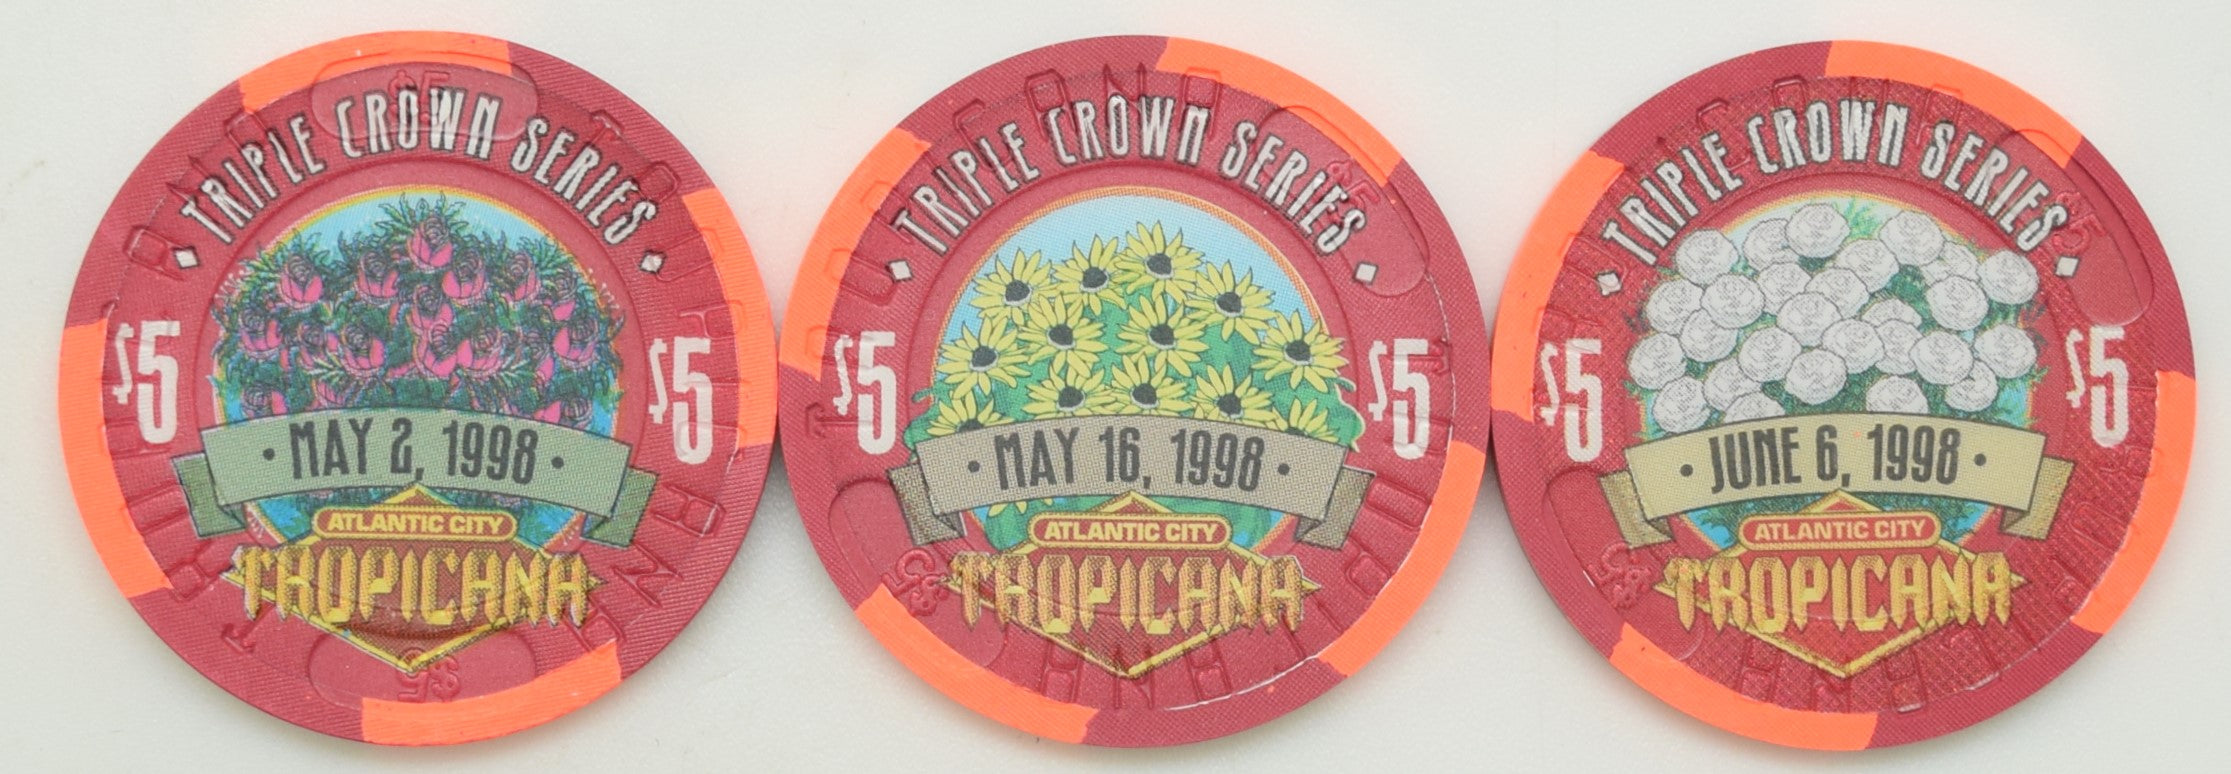 TRIPLE CROWN SERIES
$5 $5
• MAY 2, 1998 •
ATLANTIC CITY
TROPICANA
TRIPLE CROWN SERIES
$5 $5
• MAY 16, 1998 •
ATLANTIC CITY
TROPICANA
TRIPLE CROWN SERIES
$5 $5
• JUNE 6, 1998 •
ATLANTIC CITY
TROPICANA